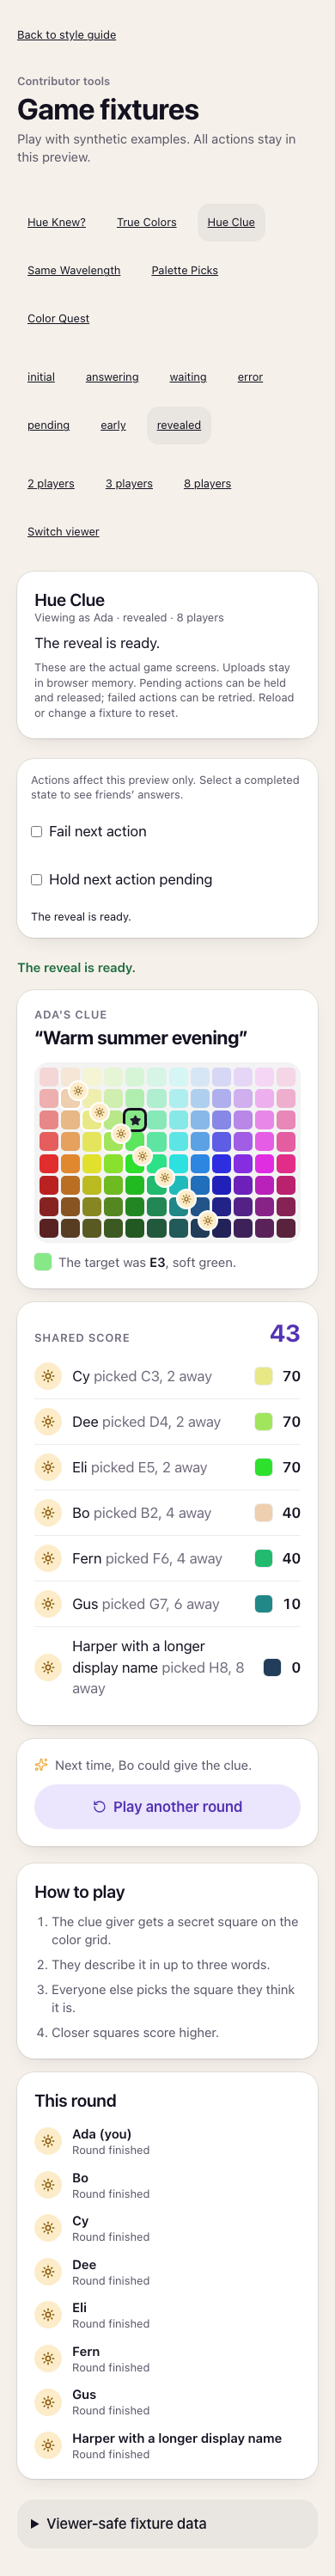 Back to style guide
Contributor tools
Game fixtures
Play with synthetic examples. All actions stay in
this preview.
Hue Knew?
True Colors
Hue Clue
Same Wavelength
Palette Picks
Color Quest
initial
answering
waiting
error
pending
early
revealed
2 players
3 players
8 players
Switch viewer
Hue Clue
Viewing as Ada · revealed · 8 players
The reveal is ready.
These are the actual game screens. Uploads stay
in browser memory. Pending actions can be held
and released; failed actions can be retried. Reload
or change a fixture to reset.
Actions affect this preview only. Select a completed
state to see friends’ answers.
Fail next action
Hold next action pending
The reveal is ready.
The reveal is ready.
ADA'S CLUE
“Warm summer evening”
The target was E3, soft green.
SHARED SCORE 43
Cy picked C3, 2 away 70
Dee picked D4, 2 away 70
Eli picked E5, 2 away 70
Bo picked B2, 4 away 40
Fern picked F6, 4 away 40
Gus picked G7, 6 away 10
Harper with a longer
display name picked H8, 8 0
away
Next time, Bo could give the clue.
Play another round
How to play
1. The clue giver gets a secret square on the
color grid.
2. They describe it in up to three words.
3. Everyone else picks the square they think
it is.
4. Closer squares score higher.
This round
Ada (you)
Round finished
Bo
Round finished
Cy
Round finished
Dee
Round finished
Eli
Round finished
Fern
Round finished
Gus
Round finished
Harper with a longer display name
Round finished
Viewer-safe fixture data